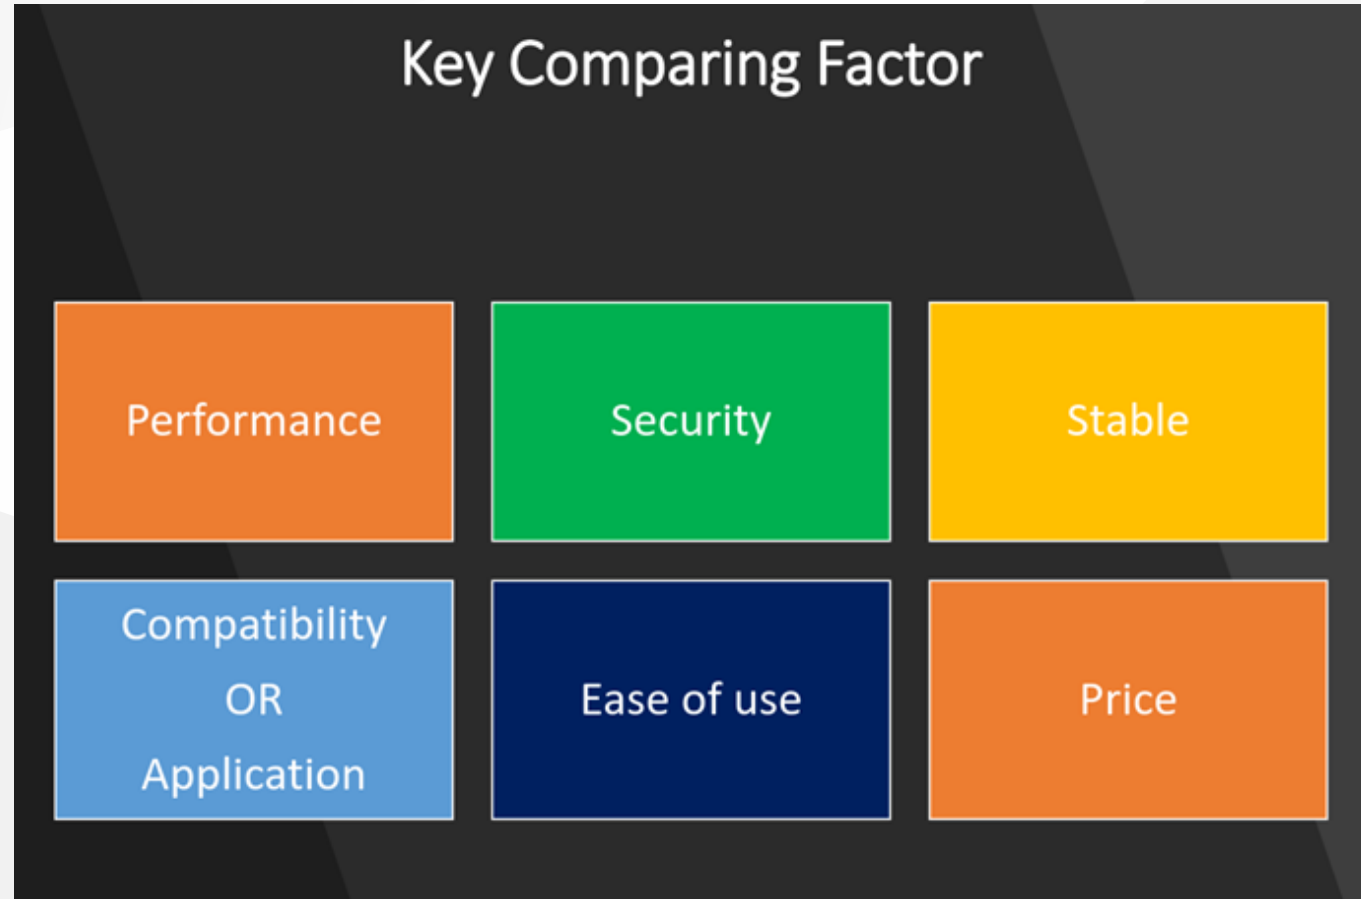 Key Comparing Factor
Performance
Security
Stable
Compatibility
OR
Application
Ease of use
Price